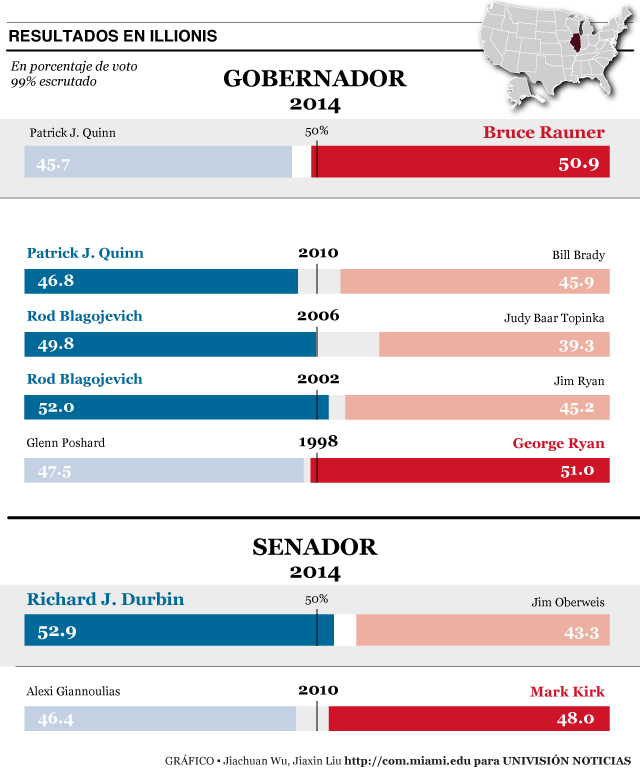 RESULTADOS EN ILLIONIS
En porcentaje de voto
99% escrutado
GOBERNADOR
2014
Patrick J. Quinn 50% Bruce Rauner
45.7 50.9
Patrick J. Quinn 2010 Bill Brady
46.8 45.9
Rod Blagojevich 2006 Judy Baar Topinka
49.8 39.3
Rod Blagojevich 2002 Jim Ryan
52.0 45.2
Glenn Poshard 1998 George Ryan
47.5 51.0
SENADOR
2014
Richard J. Durbin 50% Jim Oberweis
52.9 43.3
Alexi Giannoulias 2010 Mark Kirk
46.4 48.0
GRÁFICO • Jiachuan Wu, Jiaxin Liu http://com.miami.edu para UNIVISIÓN NOTICIAS